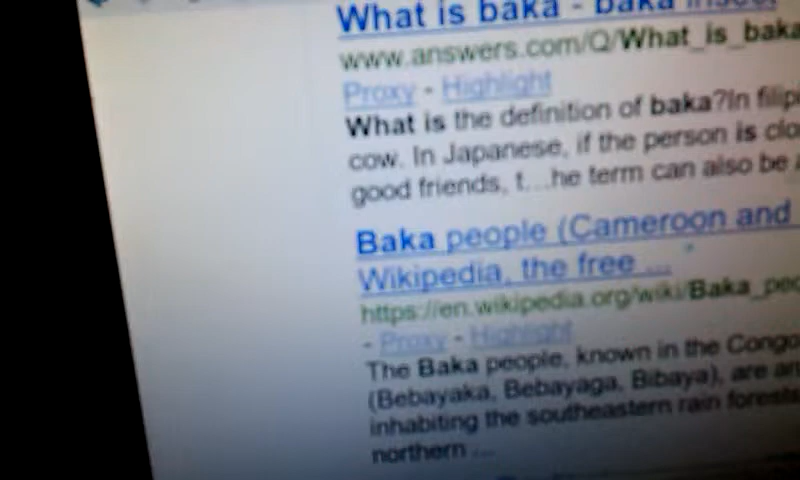 What is baka - baka
www.answers.com/Q/What_is_baka
Proxy - Highlight
What is the definition of baka?In filip
cow. In Japanese, if the person is clo
good friends, t...he term can also be a
Baka people (Cameroon and
Wikipedia, the free ...
https://en.wikipedia.org/wiki/Baka_peo
- Proxy - Highlight
The Baka people, known in the Congo
(Bebayaka, Bebayaga, Bibaya), are an
inhabiting the southeastern rain forests
northern ...